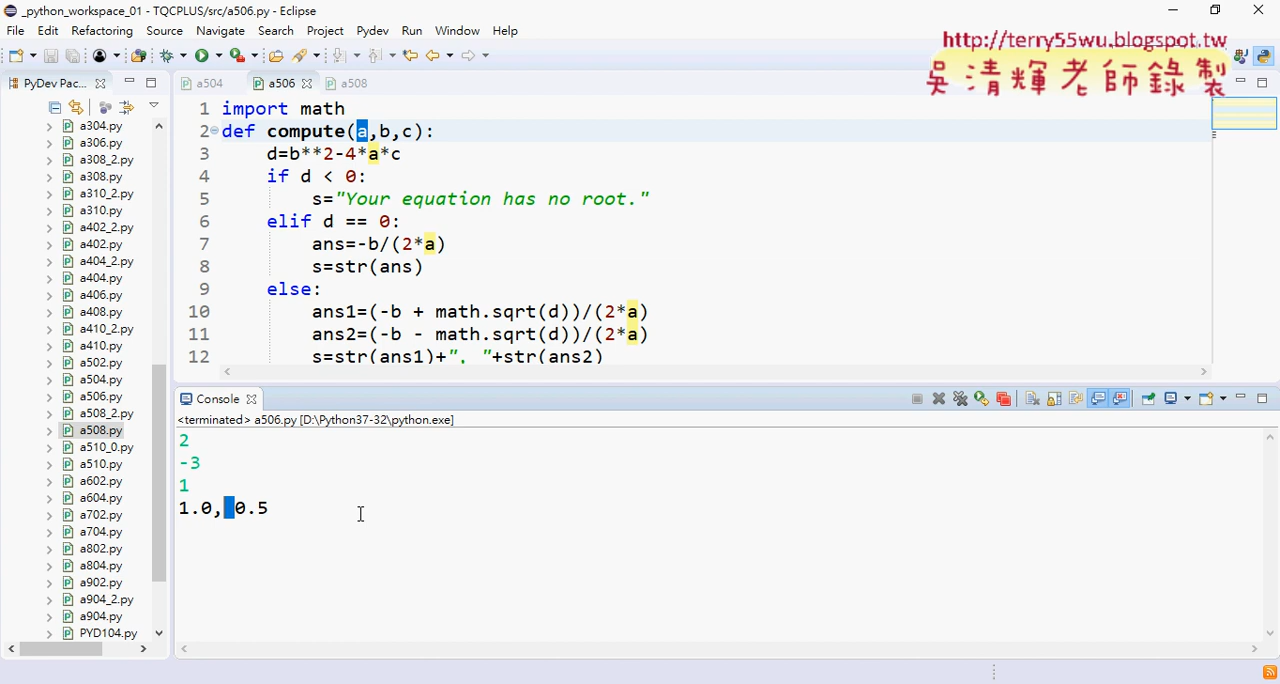 _python_workspace_01 - TQCPLUS/src/a506.py - Eclipse
File Edit Refactoring Source Navigate Search Project Pydev Run Window Help
http://terry55wu.blogspot.tw
吳清輝老師錄製
PyDev Pac...
a504 a506 a508
a304.py
a306.py
a308_2.py
a308.py
a310_2.py
a310.py
a402_2.py
a402.py
a404_2.py
a404.py
a406.py
a408.py
a410_2.py
a410.py
a502.py
a504.py
a506.py
a508_2.py
a508.py
a510_0.py
a510.py
a602.py
a604.py
a702.py
a704.py
a802.py
a804.py
a902.py
a904_2.py
a904.py
PYD104.py
1 import math
2 def compute(a,b,c):
3 d=b**2-4*a*c
4 if d < 0:
5 s="Your equation has no root."
6 elif d == 0:
7 ans=-b/(2*a)
8 s=str(ans)
9 else:
10 ans1=(-b + math.sqrt(d))/(2*a)
11 ans2=(-b - math.sqrt(d))/(2*a)
12 s=str(ans1)+", "+str(ans2)
Console
<terminated> a506.py [D:\Python37-32\python.exe]
2
-3
1
1.0, 0.5